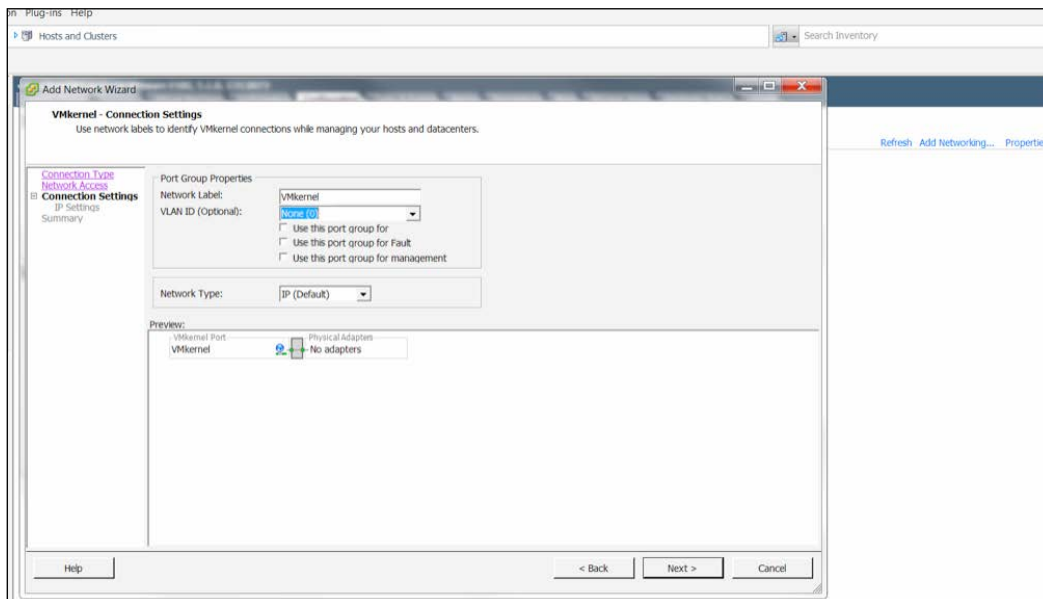 on Plug-ins Help
Hosts and Clusters
Search Inventory
Add Network Wizard
VMkernel - Connection Settings
Use network labels to identify VMkernel connections while managing your hosts and datacenters.
Refresh Add Networking... Propertie
Connection Type
Network Access
Connection Settings
IP Settings
Summary
Port Group Properties
Network Label: VMkernel
VLAN ID (Optional): None (0)
Use this port group for
Use this port group for Fault
Use this port group for management
Network Type: IP (Default)
Preview:
VMkernel Port Physical Adapters
VMkernel No adapters
Help < Back Next > Cancel